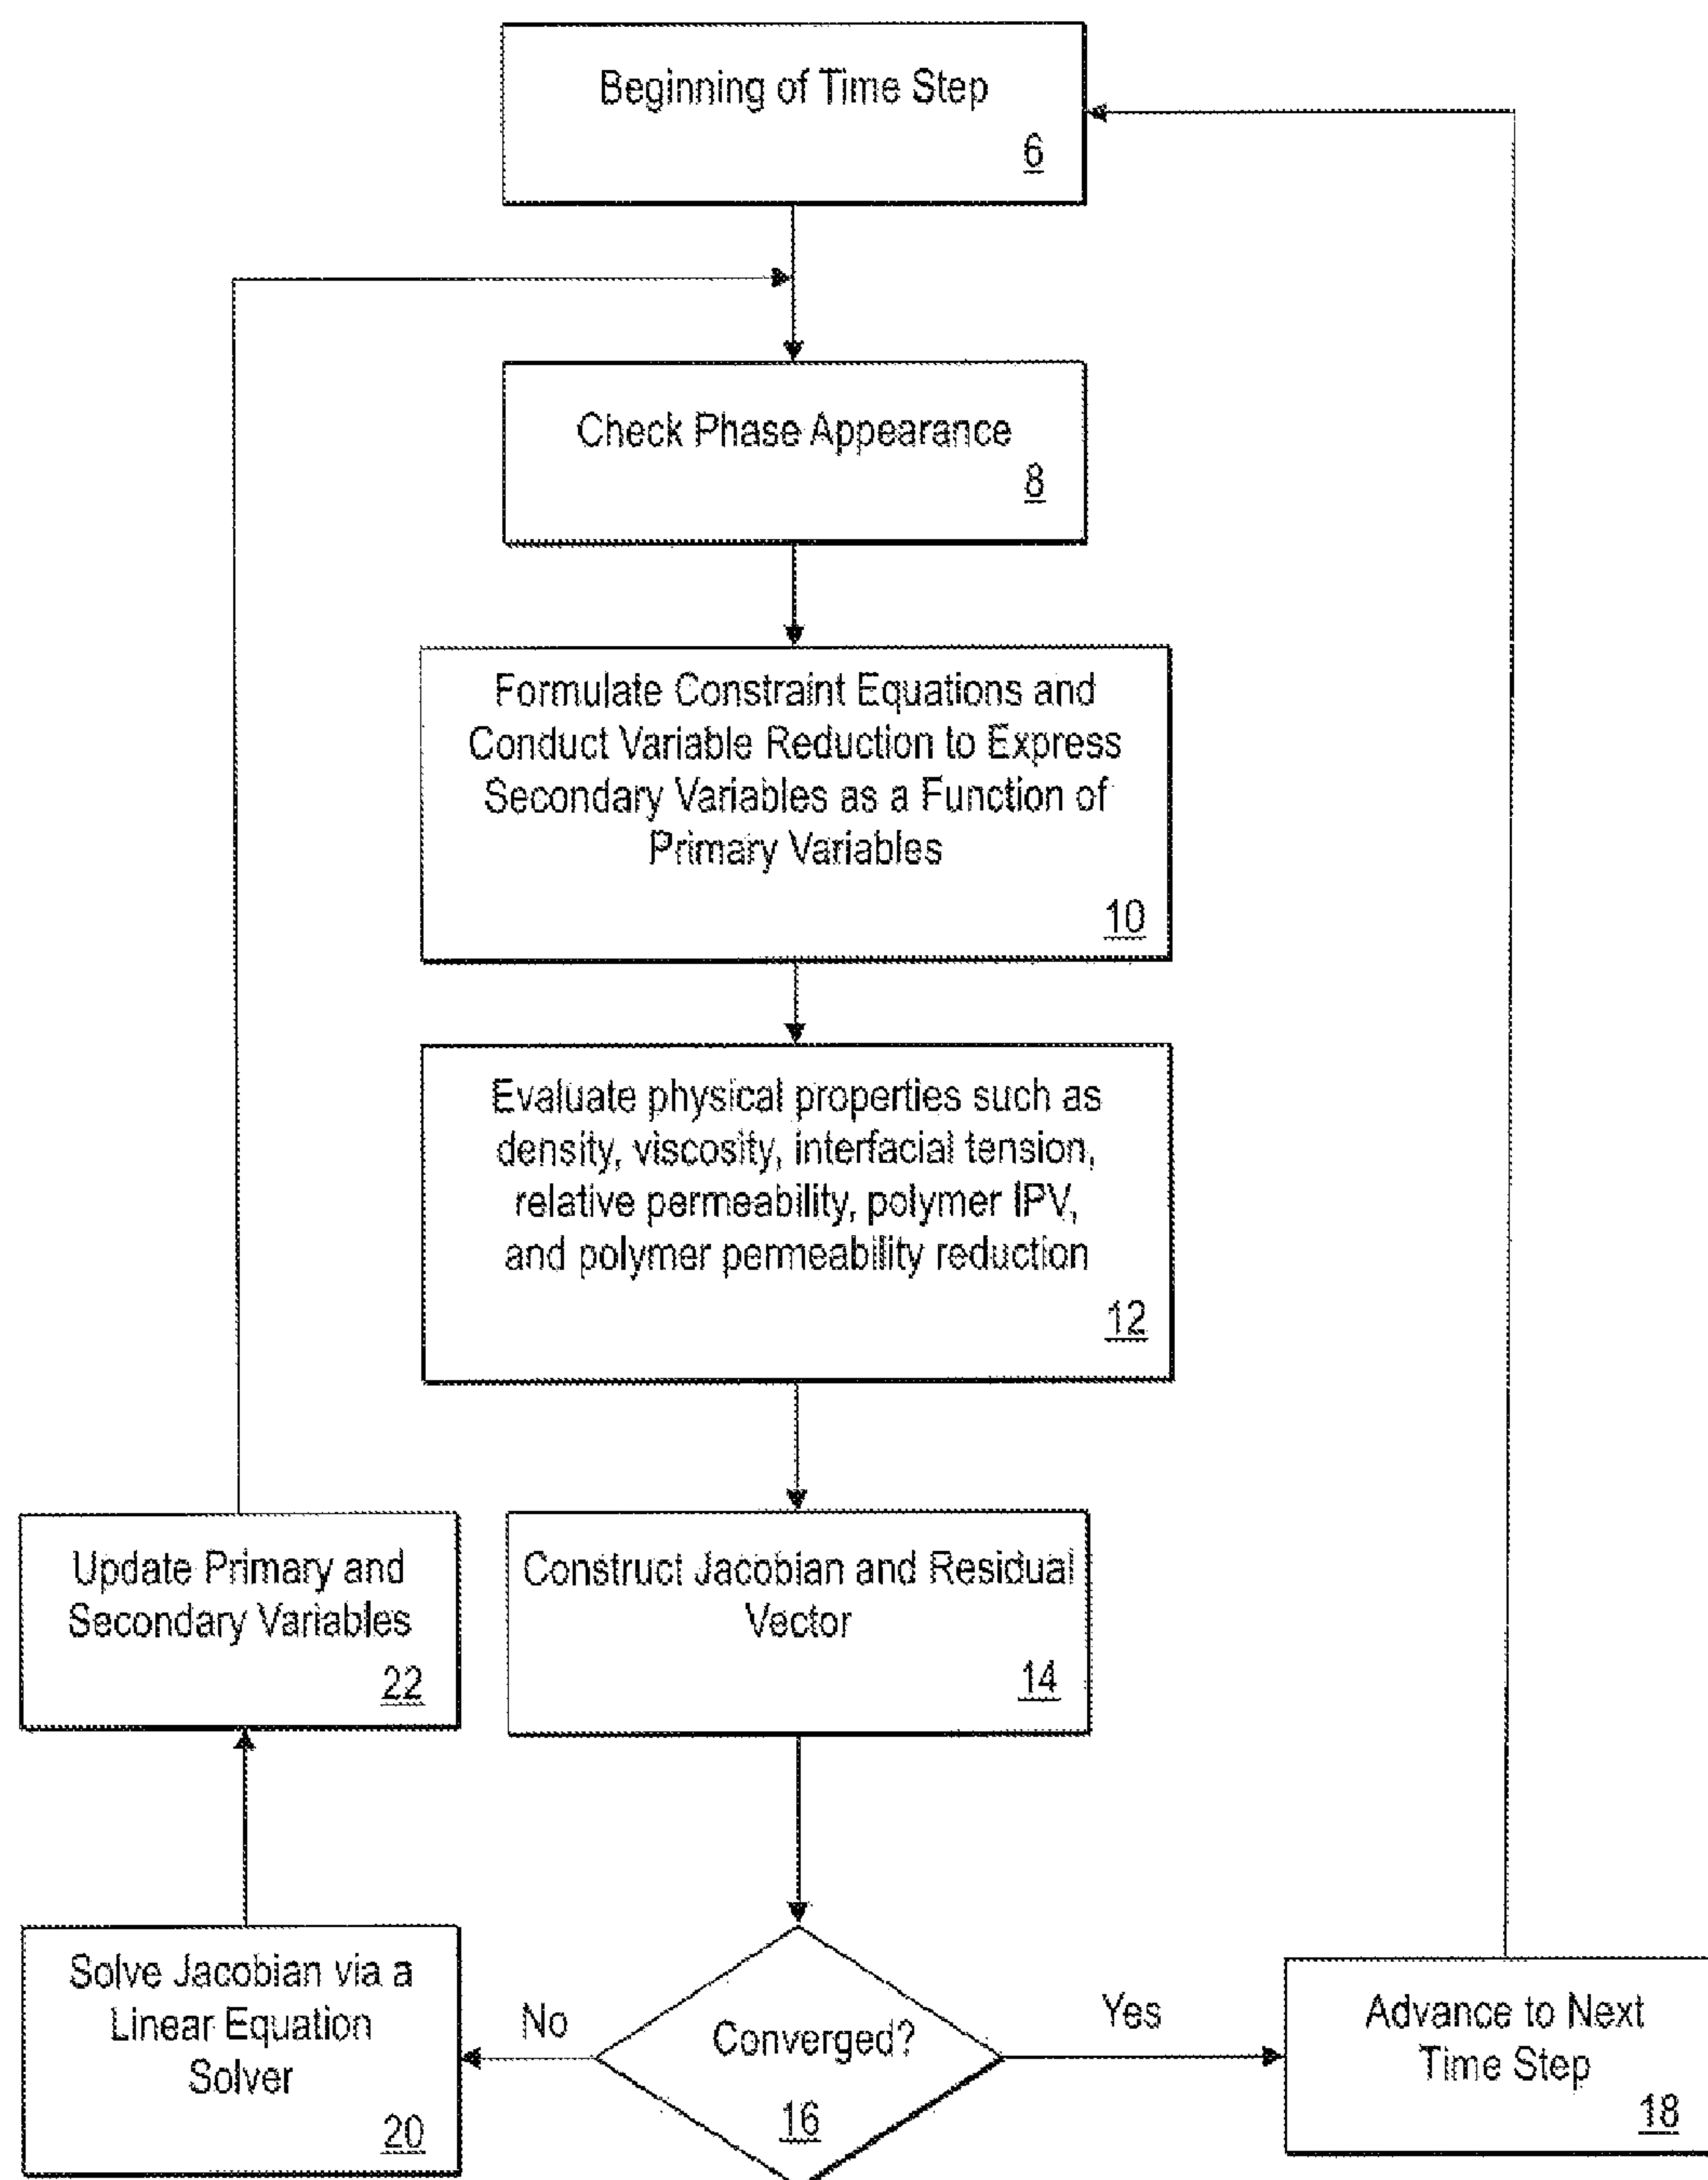 Beginning of Time Step
6
Check Phase Appearance
8
Formulate Constraint Equations and
Conduct Variable Reduction to Express
Secondary Variables as a Function of
Primary Variables
10
Evaluate physical properties such as
density, viscosity, interfacial tension,
relative permeability, polymer IPV,
and polymer permeability reduction
12
Construct Jacobian and Residual
Vector
14
Update Primary and
Secondary Variables
22
Solve Jacobian via a
Linear Equation
Solver
20
No
Converged?
16
Yes
Advance to Next
Time Step
18